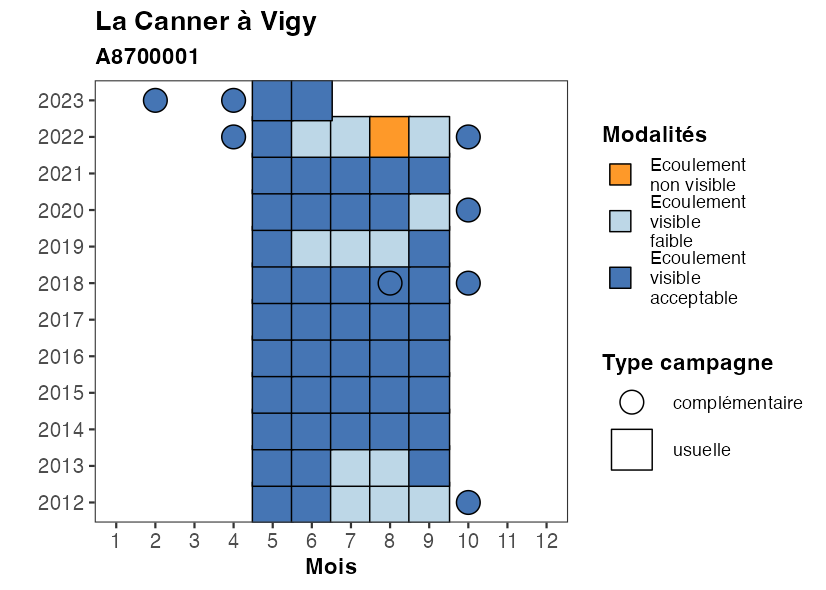 La Canner à Vigy
A8700001
2023
2022
2021
2020
2019
2018
2017
2016
2015
2014
2013
2012
1 2 3 4 5 6 7 8 9 10 11 12
Mois
Modalités
Ecoulement
non visible
Ecoulement
visible
faible
Ecoulement
visible
acceptable
Type campagne
complémentaire
usuelle